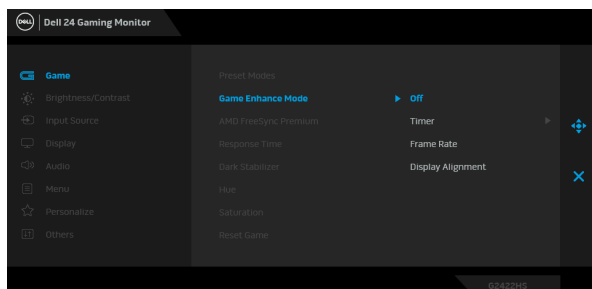 DELL Dell 24 Gaming Monitor
Game
Brightness/Contrast
Input Source
Display
Audio
Menu
Personalize
Others
Preset Modes
Game Enhance Mode
AMD FreeSync Premium
Response Time
Dark Stabilizer
Hue
Saturation
Reset Game
Off
Timer
Frame Rate
Display Alignment
G2422HS